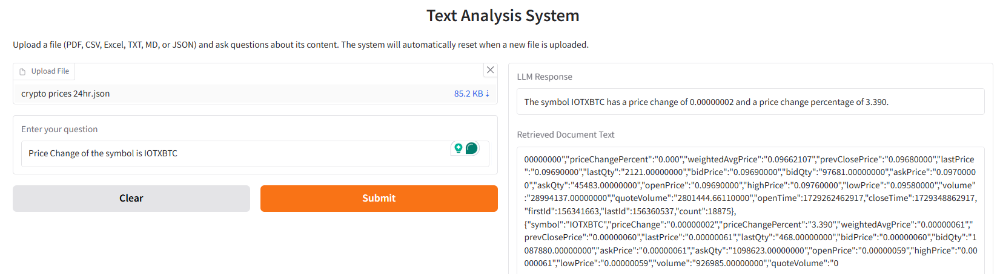 Text Analysis System
Upload a file (PDF, CSV, Excel, TXT, MD, or JSON) and ask questions about its content. The system will automatically reset when a new file is uploaded.
Upload File
crypto prices 24hr.json
85.2 KB ↓
Enter your question
Price Change of the symbol is IOTXBTC
Clear
Submit
LLM Response
The symbol IOTXBTC has a price change of 0.00000002 and a price change percentage of 3.390.
Retrieved Document Text
00000000","priceChangePercent":"0.000","weightedAvgPrice":"0.09662107","prevClosePrice":"0.09680000","lastPrice
":"0.09690000","lastQty":"2121.00000000","bidPrice":"0.09690000","bidQty":"97681.00000000","askPrice":"0.0970000
0","askQty":"45483.00000000","openPrice":"0.09690000","highPrice":"0.09760000","lowPrice":"0.09580000","volume"
:"28994137.00000000","quoteVolume":"2801444.66110000","openTime":1729262462917,"closeTime":1729348862917,
"firstId":156341663,"lastId":156360537,"count":18875},
{"symbol":"IOTXBTC","priceChange":"0.00000002","priceChangePercent":"3.390","weightedAvgPrice":"0.00000061","
prevClosePrice":"0.00000060","lastPrice":"0.00000061","lastQty":"468.00000000","bidPrice":"0.00000060","bidQty":"1
087880.00000000","askPrice":"0.00000061","askQty":"1098623.00000000","openPrice":"0.00000059","highPrice":"0.00
000061","lowPrice":"0.00000059","volume":"926985.00000000","quoteVolume":"0